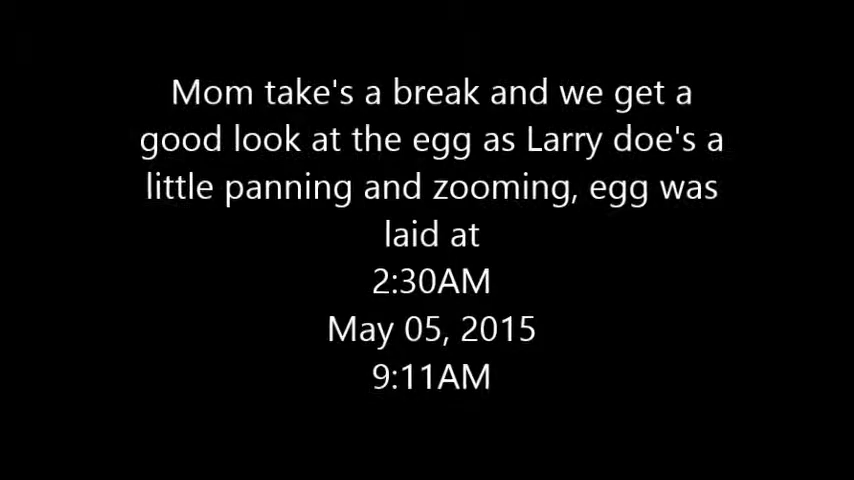 Mom take's a break and we get a
good look at the egg as Larry doe's a
little panning and zooming, egg was
laid at
2:30AM
May 05, 2015
9:11AM